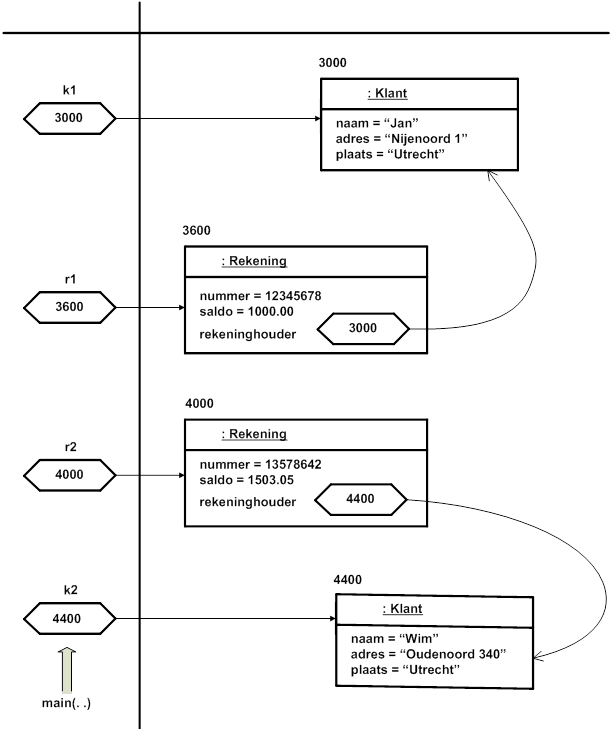 3000
k1
: Klant
3000
naam = “Jan”
adres = “Nijenoord 1”
plaats = “Utrecht”
3600
: Rekening
r1
nummer = 12345678
3600
saldo = 1000.00
rekeninghouder
3000
4000
: Rekening
r2
nummer = 13578642
4000
saldo = 1503.05
rekeninghouder
4400
4400
k2
: Klant
4400
naam = “Wim”
adres = “Oudenoord 340”
plaats = “Utrecht”
main(. .)